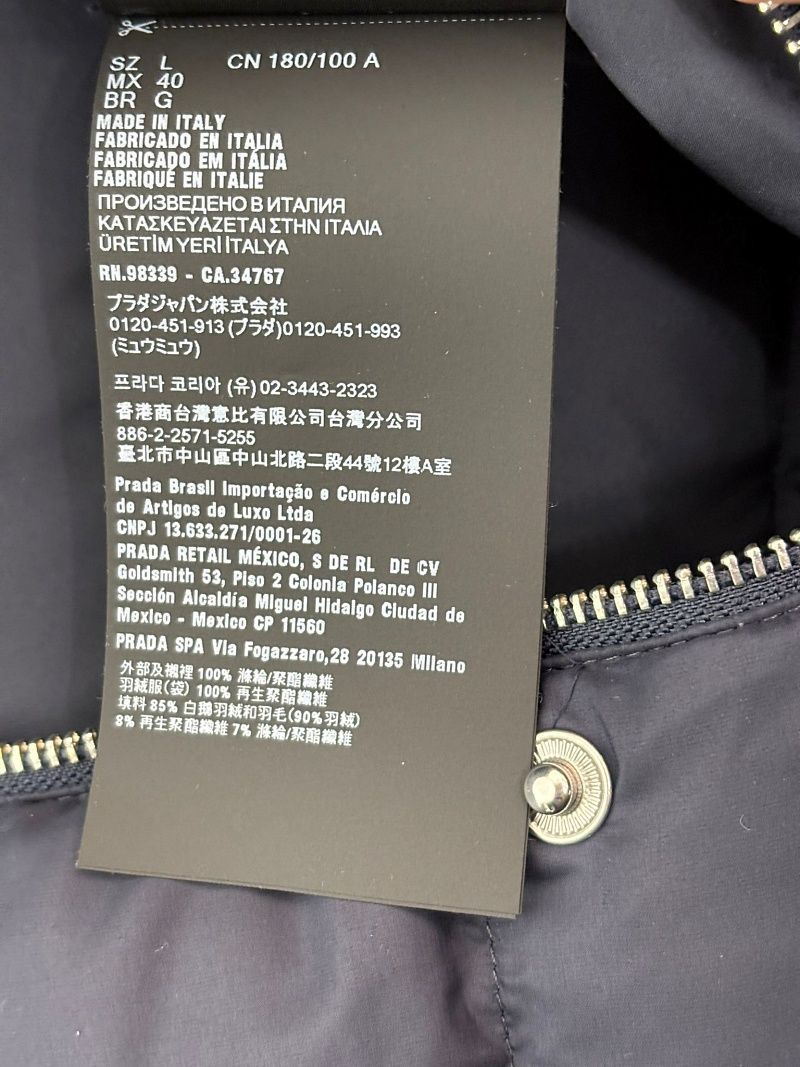 SZ L CN 180/100 A
MX 40
BR G
MADE IN ITALY
FABRICADO EN ITALIA
FABRICADO EM ITÁLIA
FABRIQUÉ EN ITALIE
ПРОИЗВЕДЕНО В ИТАЛИЯ
ΚΑΤΑΣΚΕΥΑΖΕΤΑΙ ΣΤΗΝ ΙΤΑΛΙΑ
ÜRETİM YERİ İTALYA
RN.98339 - CA.34767
プラダジャパン株式会社
0120-451-913 (プラダ)0120-451-993
(ミュウミュウ)
프라다 코리아 (유) 02-3443-2323
香港商台灣意比有限公司台灣分公司
886-2-2571-5255
臺北市中山區中山北路二段44號12樓A室
Prada Brasil Importação e Comércio
de Artigos de Luxo Ltda
CNPJ 13.633.271/0001-26
PRADA RETAIL MÉXICO, S DE RL DE CV
Goldsmith 53, Piso 2 Colonia Polanco III
Sección Alcaldía Miguel Hidalgo Ciudad de
Mexico - Mexico CP 11560
PRADA SPA Via Fogazzaro,28 20135 Milano
外部及襯裡 100% 滌綸/聚酯纖維
羽絨服(袋) 100% 再生聚酯纖維
填料 85% 白鵝羽絨和羽毛(90%羽絨)
8% 再生聚酯纖維 7% 滌綸/聚酯纖維